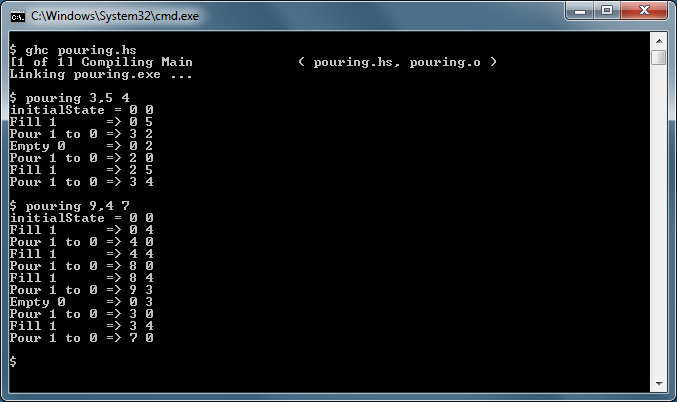 C:\Windows\System32\cmd.exe
$ ghc pouring.hs
[1 of 1] Compiling Main             ( pouring.hs, pouring.o )
Linking pouring.exe ...
$ pouring 3,5 4
initialState = 0 0
Fill 1      => 0 5
Pour 1 to 0 => 3 2
Empty 0     => 0 2
Pour 1 to 0 => 2 0
Fill 1      => 2 5
Pour 1 to 0 => 3 4
$ pouring 9,4 7
initialState = 0 0
Fill 1      => 0 4
Pour 1 to 0 => 4 0
Fill 1      => 4 4
Pour 1 to 0 => 8 0
Fill 1      => 8 4
Pour 1 to 0 => 9 3
Empty 0     => 0 3
Pour 1 to 0 => 3 0
Fill 1      => 3 4
Pour 1 to 0 => 7 0
$